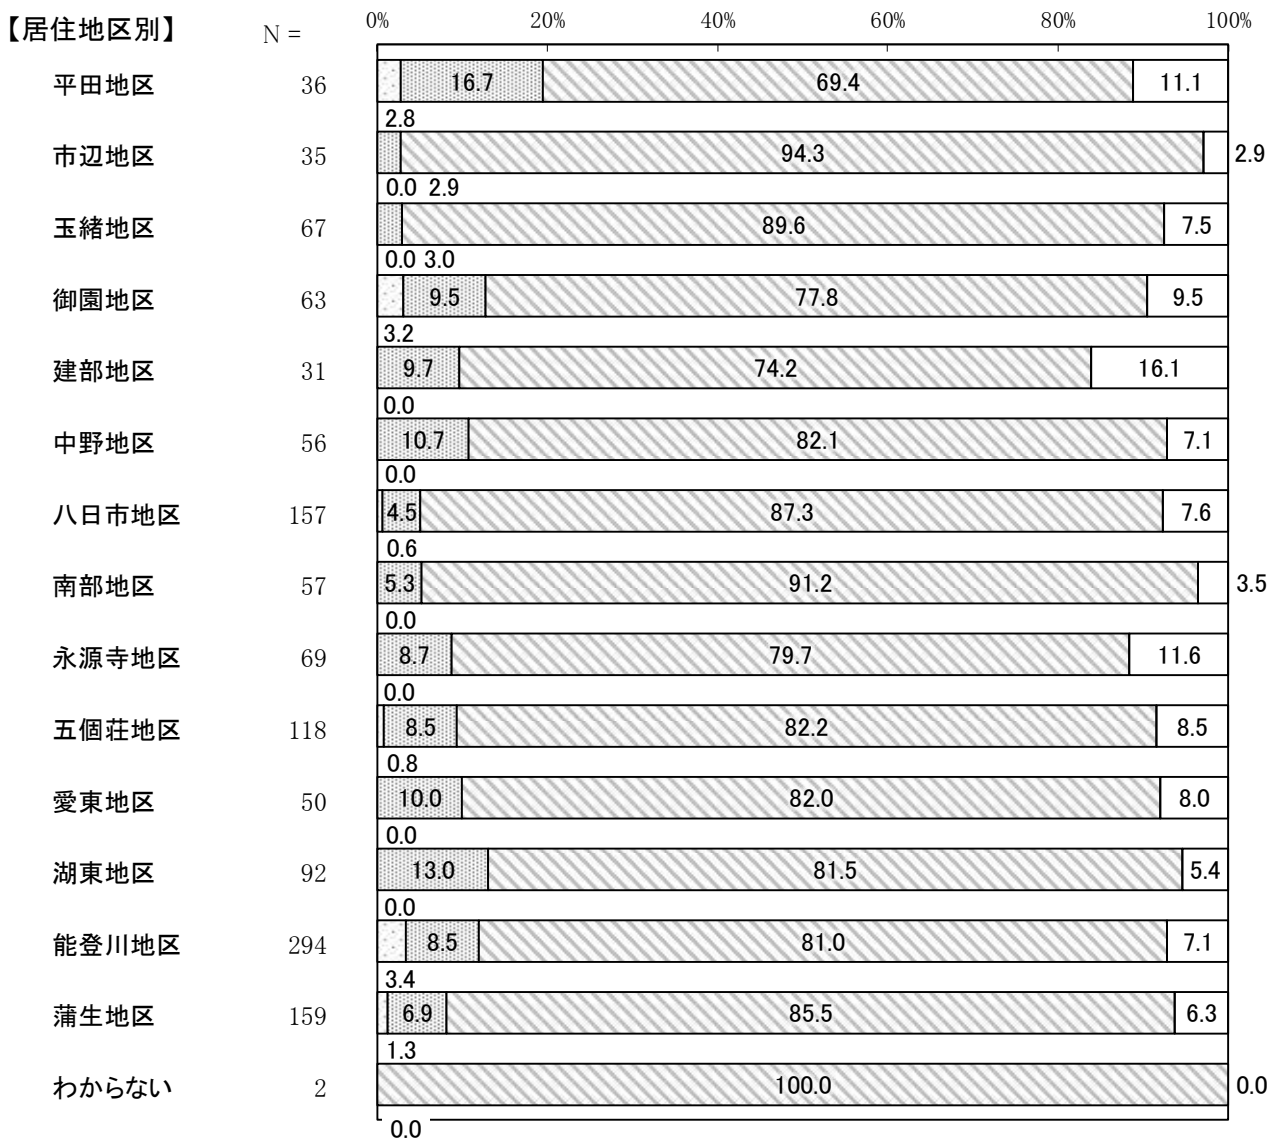 【居住地区別】 N = 0% 20% 40% 60% 80% 100%
平田地区 36 16.7 69.4 11.1
2.8
市辺地区 35 94.3 2.9
0.0 2.9
玉緒地区 67 89.6 7.5
0.0 3.0
御園地区 63 9.5 77.8 9.5
3.2
建部地区 31 9.7 74.2 16.1
0.0
中野地区 56 10.7 82.1 7.1
0.0
八日市地区 157 4.5 87.3 7.6
0.6
南部地区 57 5.3 91.2 3.5
0.0
永源寺地区 69 8.7 79.7 11.6
0.0
五個荘地区 118 8.5 82.2 8.5
0.8
愛東地区 50 10.0 82.0 8.0
0.0
湖東地区 92 13.0 81.5 5.4
0.0
能登川地区 294 8.5 81.0 7.1
3.4
蒲生地区 159 6.9 85.5 6.3
1.3
わからない 2 100.0 0.0
0.0